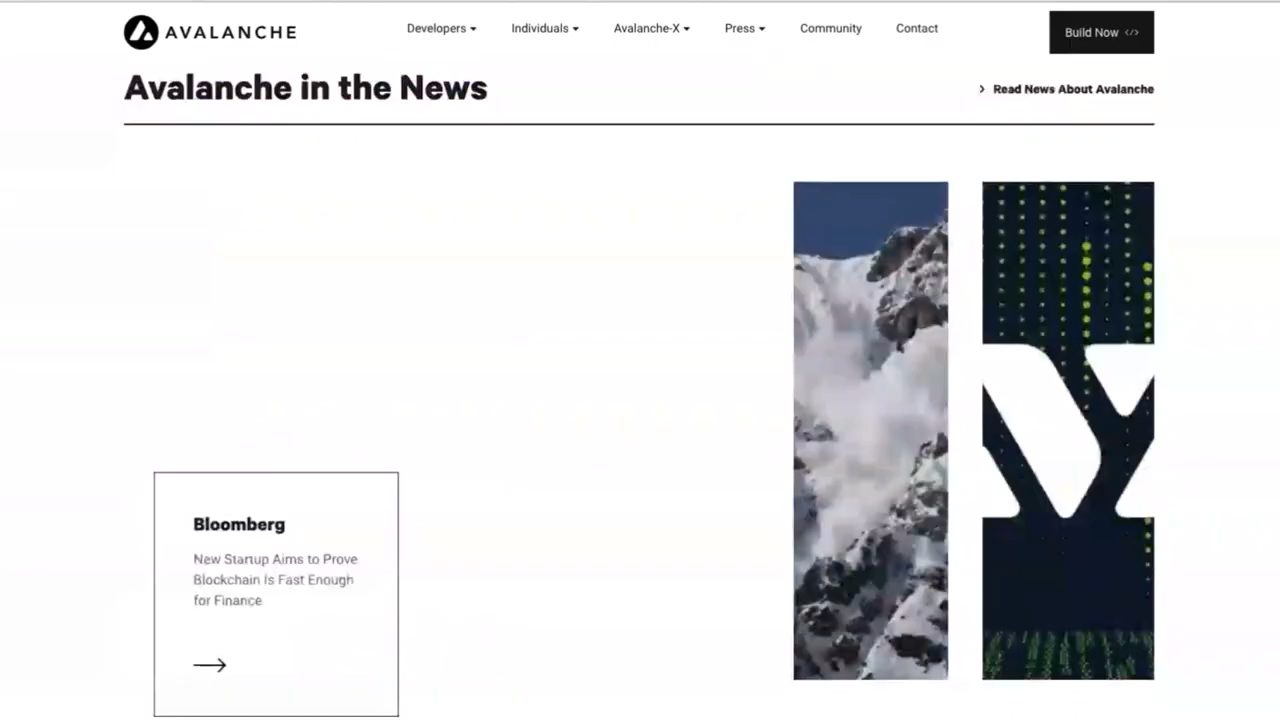 AVALANCHE
Developers
Individuals
Avalanche-X
Press
Community
Contact
Build Now </>
Avalanche in the News
Read News About Avalanche
Bloomberg
New Startup Aims to Prove
Blockchain Is Fast Enough
for Finance